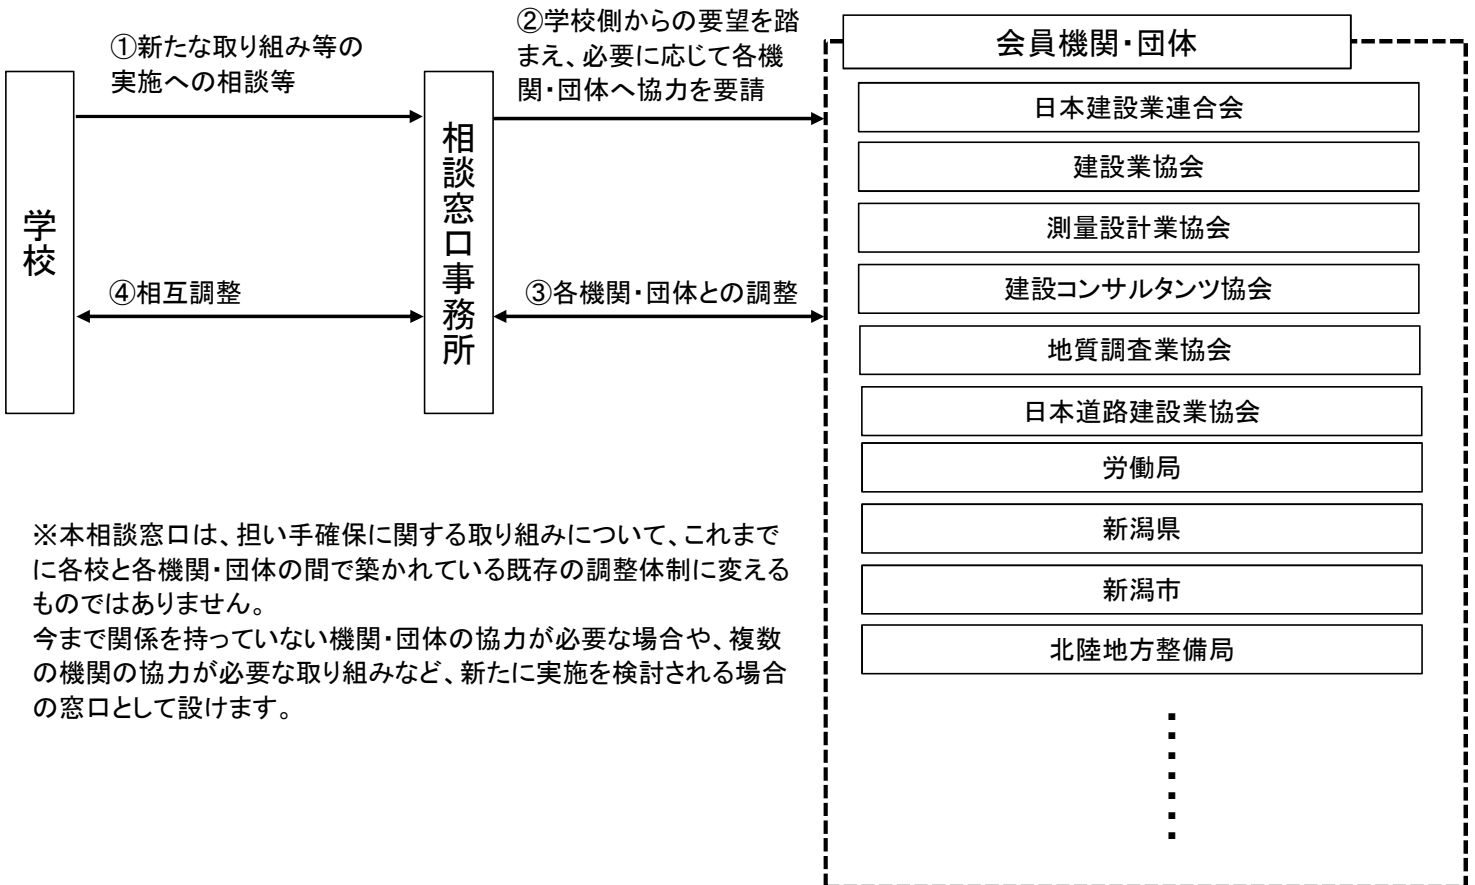 ①新たな取り組み等の
実施への相談等
②学校側からの要望を踏
まえ、必要に応じて各機
関・団体へ協力を要請
学校
相談窓口事務所
④相互調整
③各機関・団体との調整
会員機関・団体
日本建設業連合会
建設業協会
測量設計業協会
建設コンサルタンツ協会
地質調査業協会
日本道路建設業協会
労働局
新潟県
新潟市
北陸地方整備局
※本相談窓口は、担い手確保に関する取り組みについて、これまで
に各校と各機関・団体の間で築かれている既存の調整体制に変える
ものではありません。
今まで関係を持っていない機関・団体の協力が必要な場合や、複数
の機関の協力が必要な取り組みなど、新たに実施を検討される場合
の窓口として設けます。